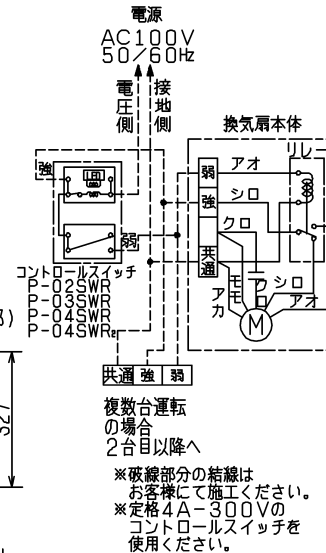 電源
AC100V
50/60Hz
電圧側
接地側
換気扇本体
リレー
強
LED
弱
強
共通
アオ
シロ
クロ
弱
コントロールスイッチ
P-02SWR
P-03SWR
P-04SWR
P-04SWR₂
アカ
モモ
クロ
シロ
アオ
M
共通 強 弱
327
複数台運転
の場合
2台目以降へ
※破線部分の結線は
お客様にて施工ください。
※定格4A-300Vの
コントロールスイッチを
使用ください。